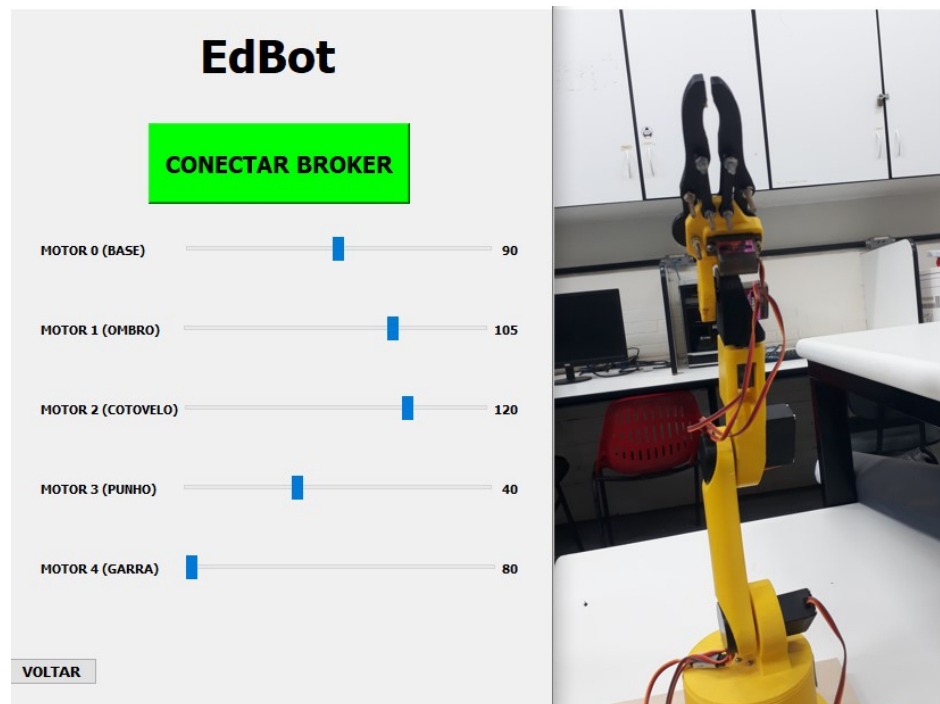 EdBot
CONECTAR BROKER
MOTOR 0 (BASE) 90
MOTOR 1 (OMBRO) 105
MOTOR 2 (COTOVELO) 120
MOTOR 3 (PUNHO) 40
MOTOR 4 (GARRA) 80
VOLTAR